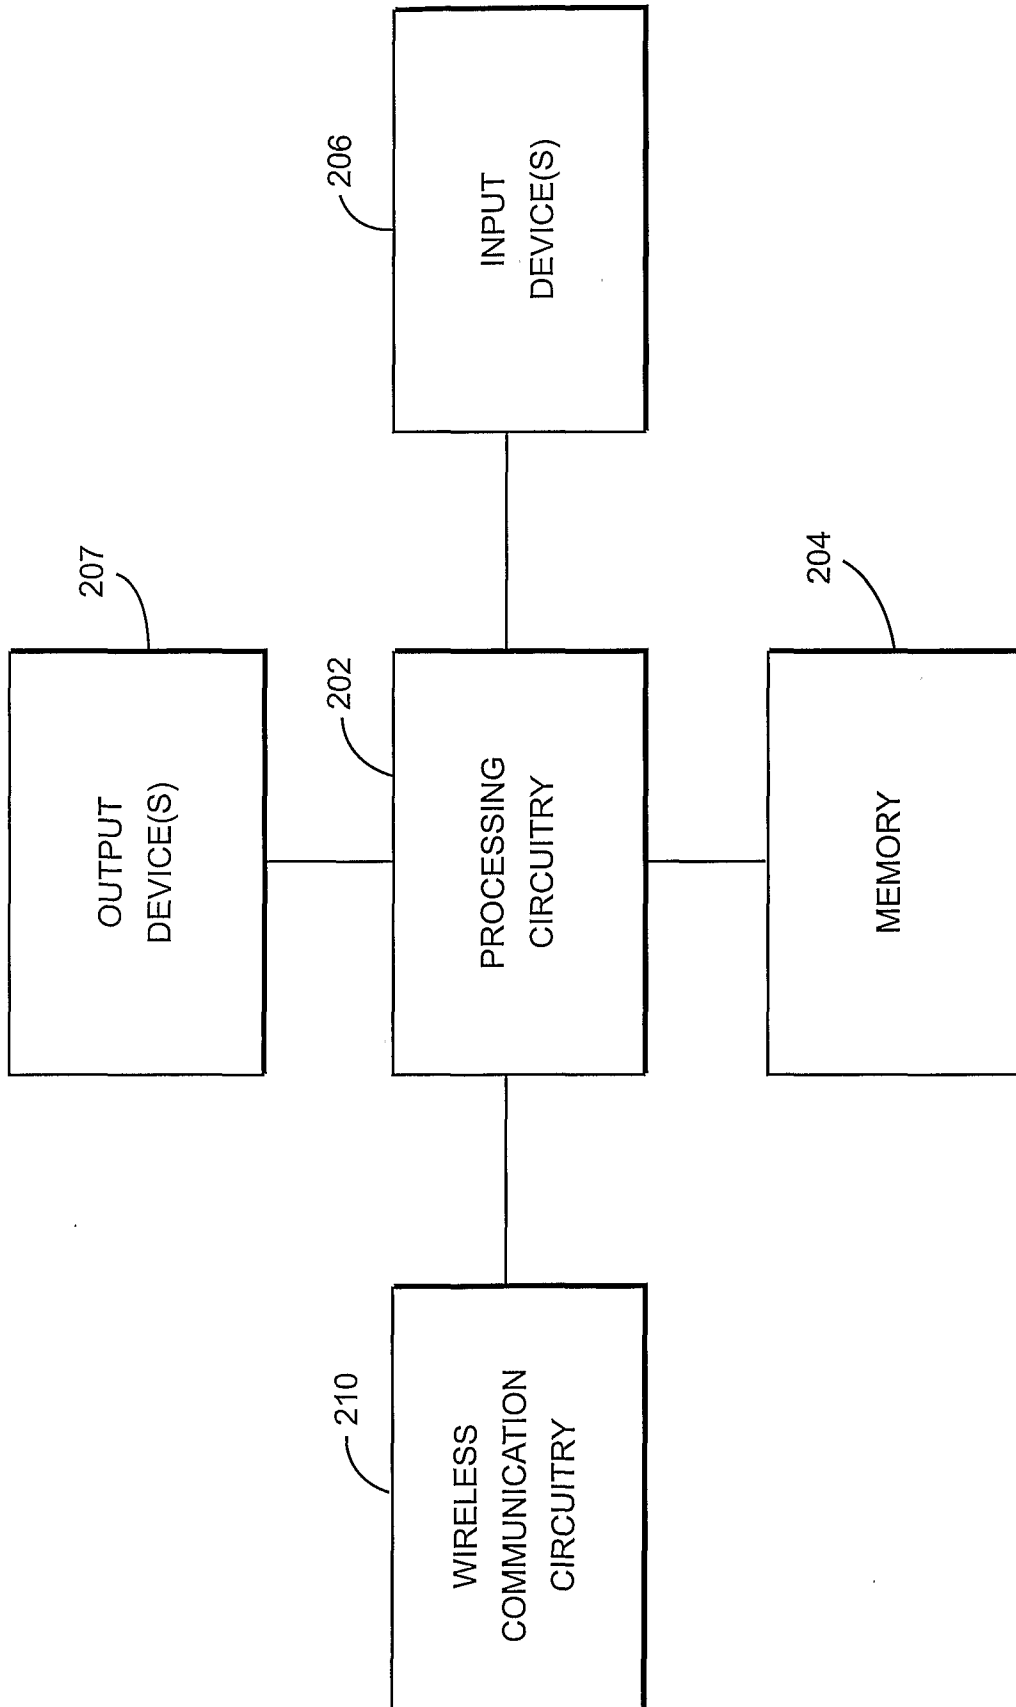 OUTPUT
DEVICE(S)
207
210
WIRELESS
COMMUNICATION
CIRCUITRY
202
PROCESSING
CIRCUITRY
206
INPUT
DEVICE(S)
204
MEMORY